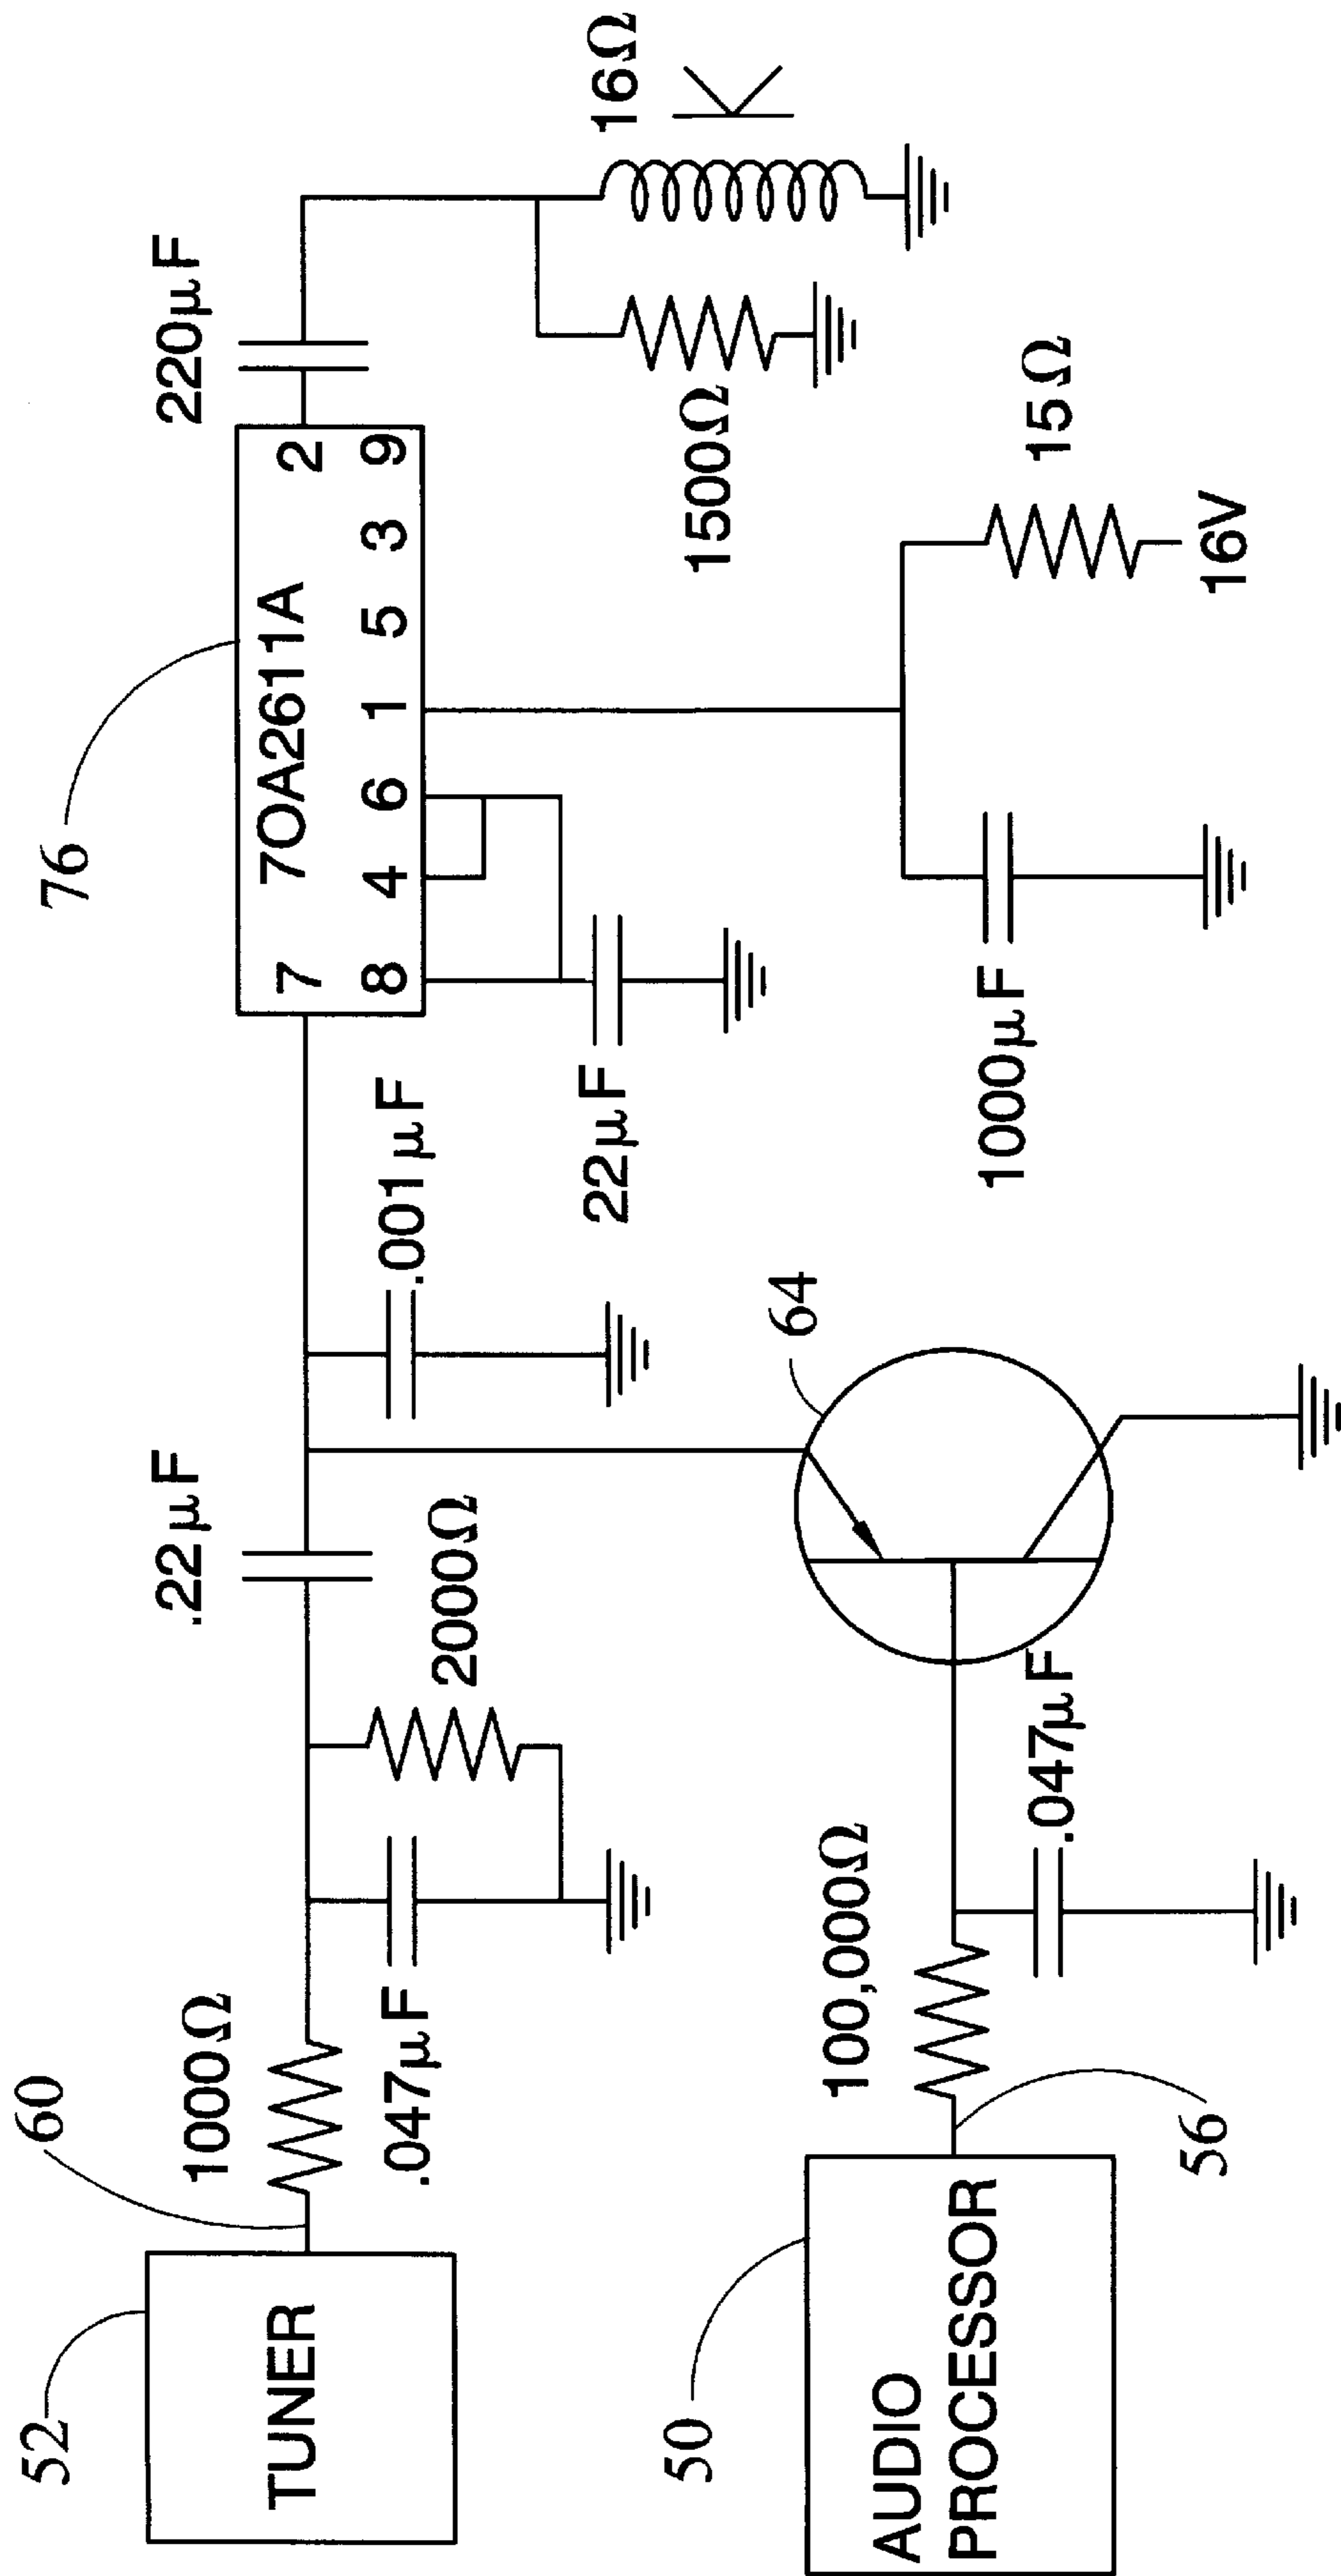 52
TUNER
60
1000Ω
.047μF
2000Ω
.22μF
.001μF
76
7 7OA2611A 2
8 4 6 1 5 3 9
22μF
220μF
1500Ω
16Ω
1000μF
15Ω
16V
50
AUDIO
PROCESSOR
56
100,000Ω
.047μF
64